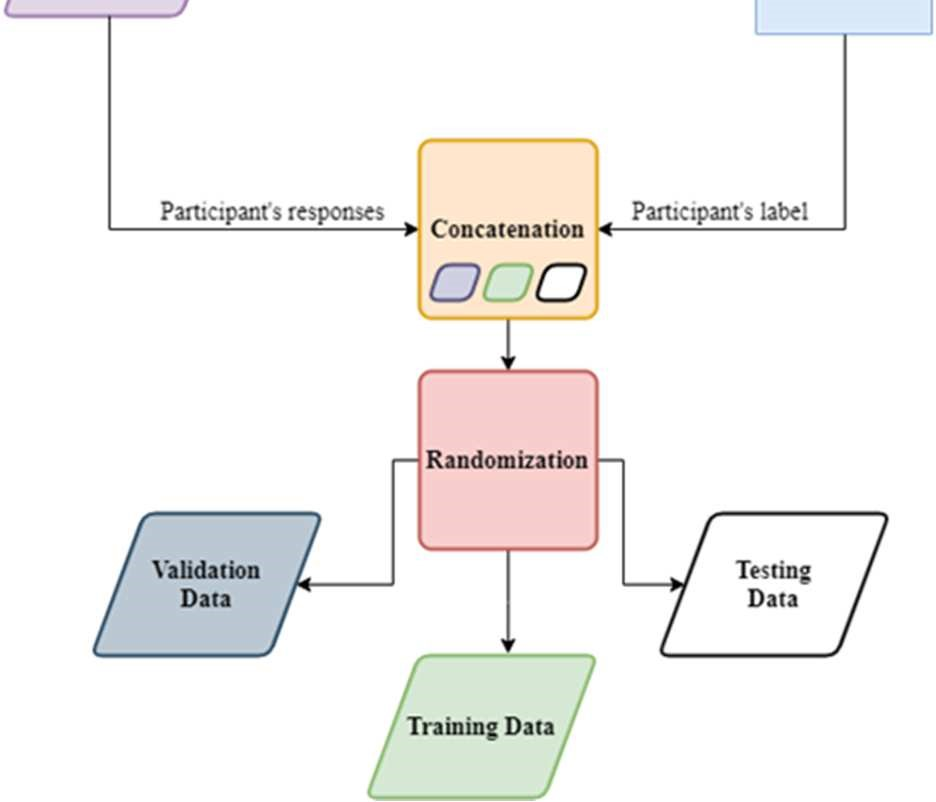 Participant's responses
Participant's label
Concatenation
Randomization
Validation
Data
Testing
Data
Training Data